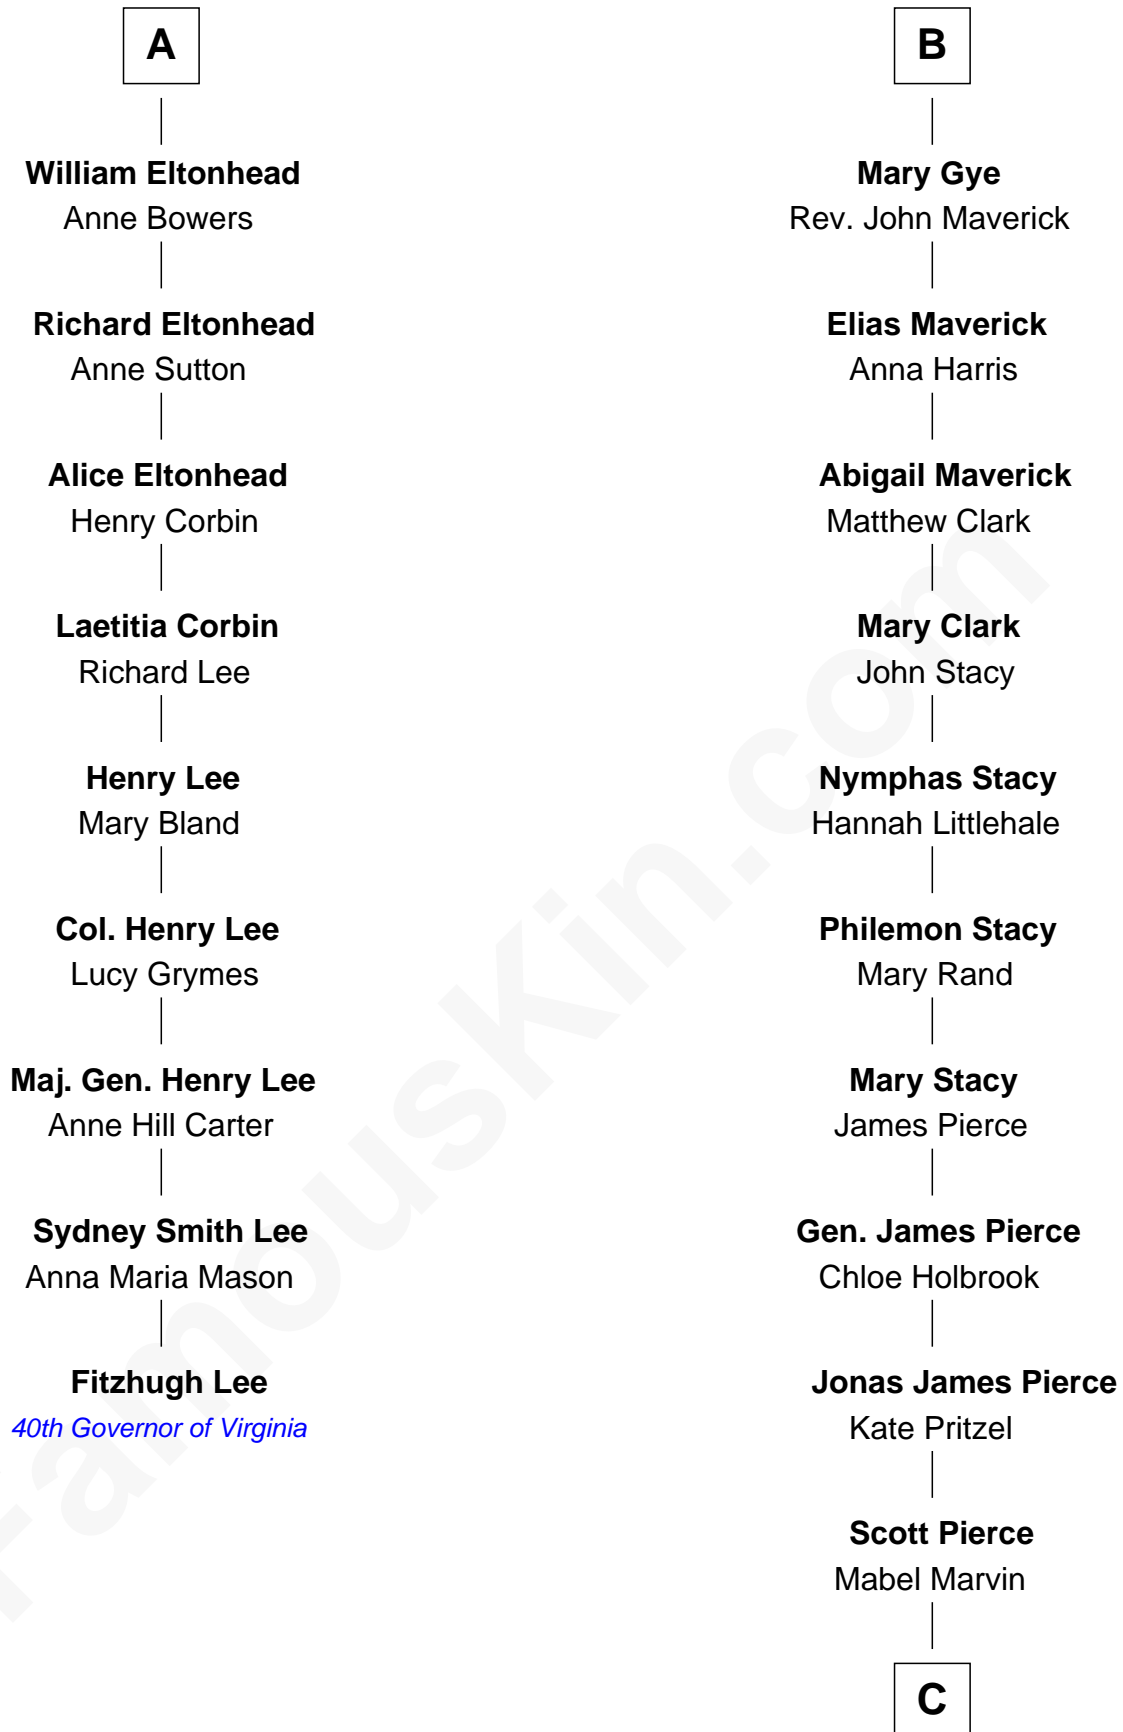 A
William Eltonhead
Anne Bowers
Richard Eltonhead
Anne Sutton
Alice Eltonhead
Henry Corbin
Laetitia Corbin
Richard Lee
Henry Lee
Mary Bland
Col. Henry Lee
Lucy Grymes
Maj. Gen. Henry Lee
Anne Hill Carter
Sydney Smith Lee
Anna Maria Mason
Fitzhugh Lee
40th Governor of Virginia
B
Mary Gye
Rev. John Maverick
Elias Maverick
Anna Harris
Abigail Maverick
Matthew Clark
Mary Clark
John Stacy
Nymphas Stacy
Hannah Littlehale
Philemon Stacy
Mary Rand
Mary Stacy
James Pierce
Gen. James Pierce
Chloe Holbrook
Jonas James Pierce
Kate Pritzel
Scott Pierce
Mabel Marvin
C
FamousKin.com